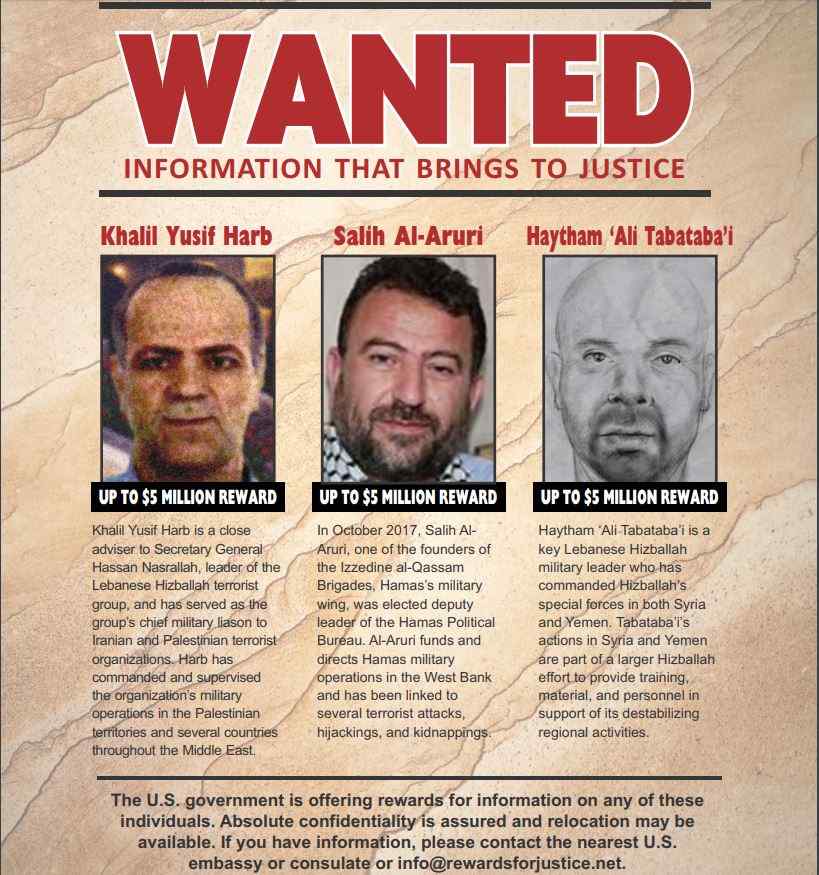 WANTED
INFORMATION THAT BRINGS TO JUSTICE
Khalil Yusif Harb
Salih Al-Aruri
Haytham ‘Ali Tabataba’i
UP TO $5 MILLION REWARD
UP TO $5 MILLION REWARD
UP TO $5 MILLION REWARD
Khalil Yusif Harb is a close
adviser to Secretary General
Hassan Nasrallah, leader of the
Lebanese Hizballah terrorist
group, and has served as the
group’s chief military liason to
Iranian and Palestinian terrorist
organizations. Harb has
commanded and supervised
the organization’s military
operations in the Palestinian
territories and several countries
throughout the Middle East.
In October 2017, Salih Al-
Aruri, one of the founders of
the Izzedine al-Qassam
Brigades, Hamas’s military
wing, was elected deputy
leader of the Hamas Political
Bureau. Al-Aruri funds and
directs Hamas military
operations in the West Bank
and has been linked to
several terrorist attacks,
hijackings, and kidnappings.
Haytham ‘Ali Tabataba’i is a
key Lebanese Hizballah
military leader who has
commanded Hizballah’s
special forces in both Syria
and Yemen. Tabataba’i’s
actions in Syria and Yemen
are part of a larger Hizballah
effort to provide training,
material, and personnel in
support of its destabilizing
regional activities.
The U.S. government is offering rewards for information on any of these
individuals. Absolute confidentiality is assured and relocation may be
available. If you have information, please contact the nearest U.S.
embassy or consulate or info@rewardsforjustice.net.